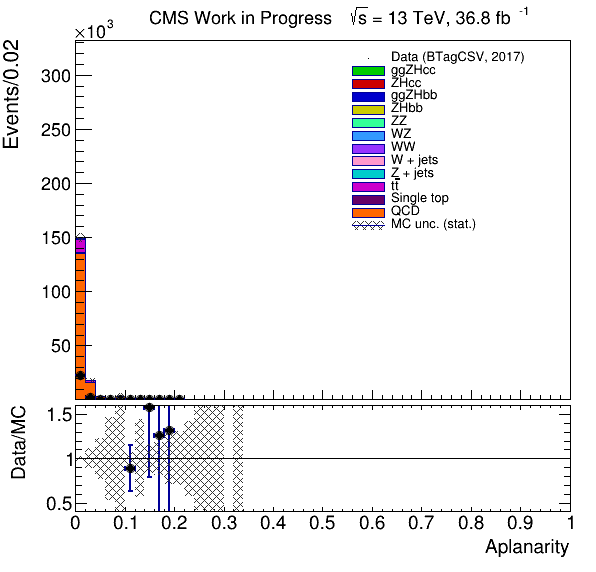 CMS Work in Progress √s = 13 TeV, 36.8 fb⁻¹
×10³
Events/0.02
300
250
200
150
100
50
Data (BTagCSV, 2017)
ggZHcc
ZHcc
ggZHbb
ZHbb
ZZ
WZ
WW
W + jets
Z + jets
tt̅
Single top
QCD
MC unc. (stat.)
Data/MC
1.5
1
0.5
0 0.1 0.2 0.3 0.4 0.5 0.6 0.7 0.8 0.9 1
Aplanarity